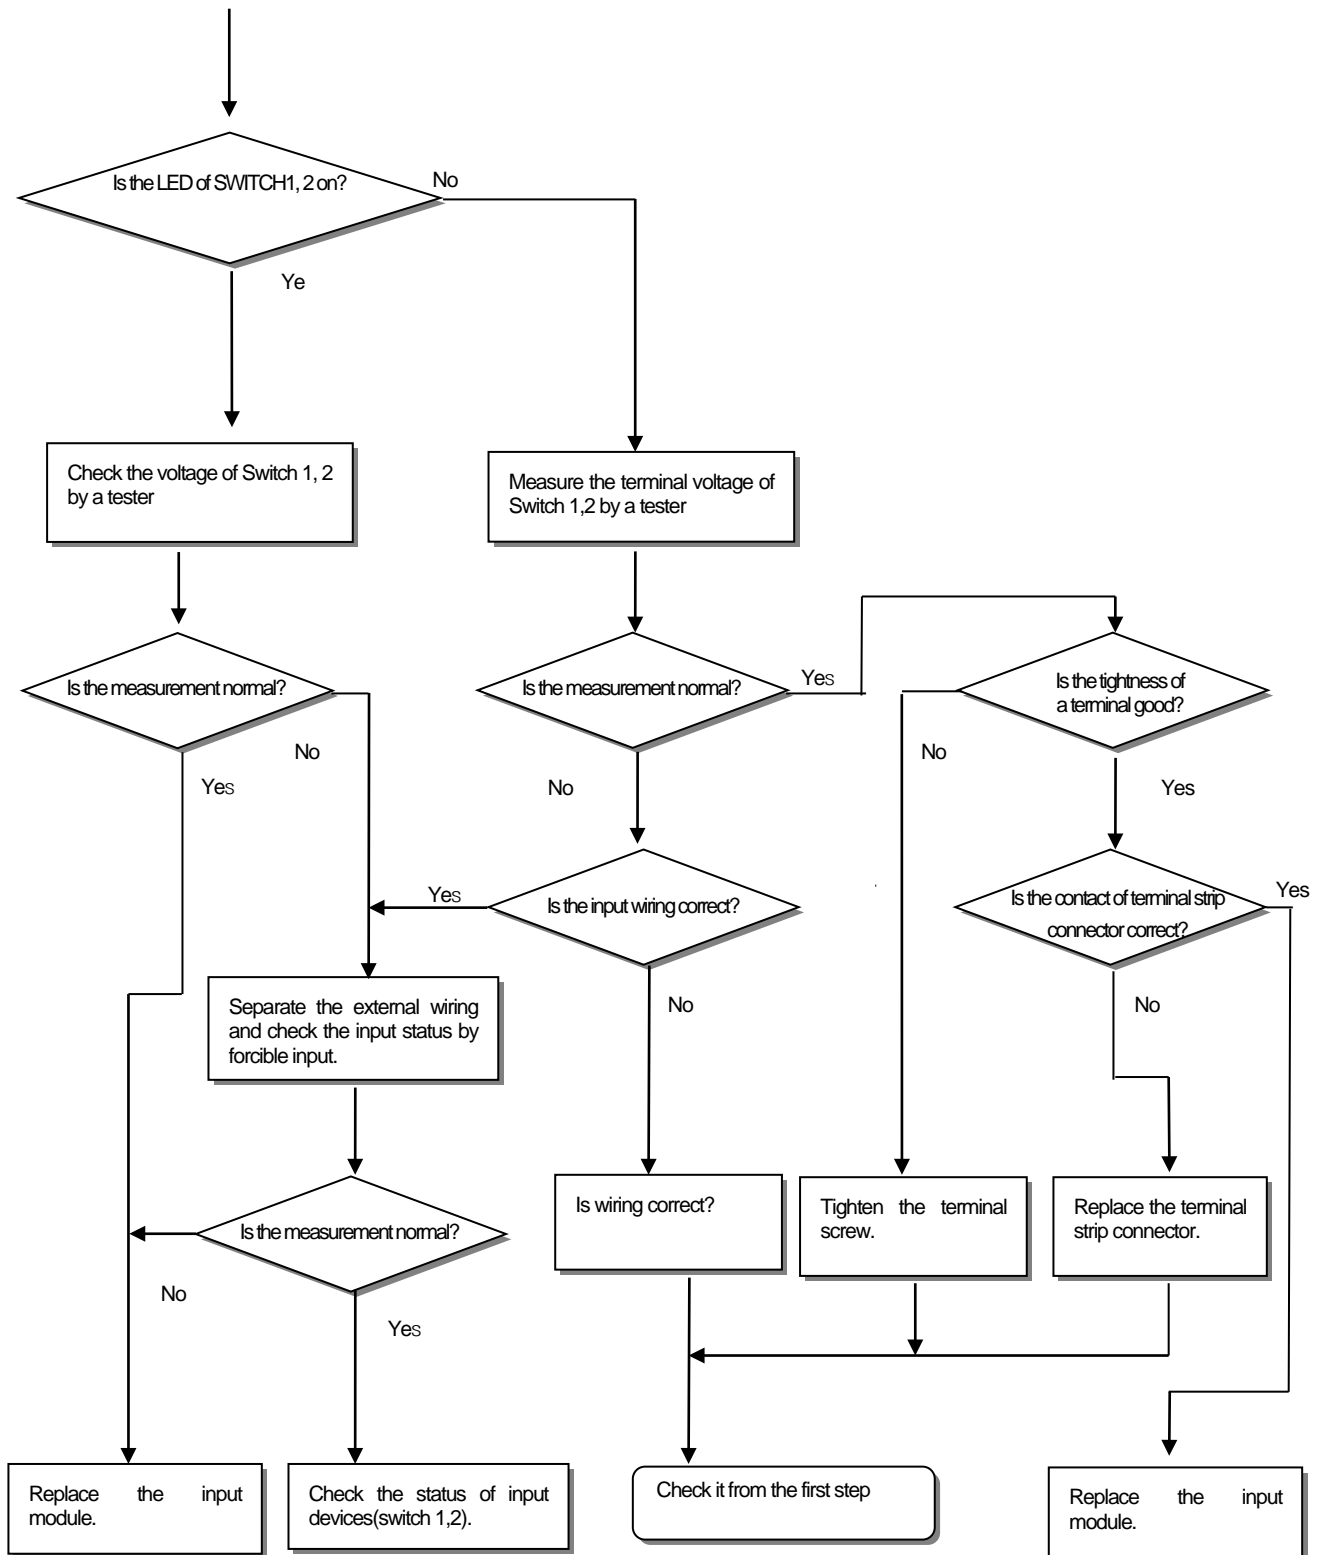 Is the LED of SWITCH1, 2 on?
No
Ye
Check the voltage of Switch 1, 2
by a tester
Measure the terminal voltage of
Switch 1,2 by a tester
Is the measurement normal?
No
Yes
Is the measurement normal?
Yes
No
Is the tightness of
a terminal good?
No
Yes
Yes
Is the input wiring correct?
No
Is the contact of terminal strip
connector correct?
Yes
No
Separate the external wiring
and check the input status by
forcible input.
Is wiring correct?
Tighten the terminal
screw.
Replace the terminal
strip connector.
Is the measurement normal?
No
Yes
Replace the input
module.
Check the status of input
devices(switch 1,2).
Check it from the first step
Replace the input
module.